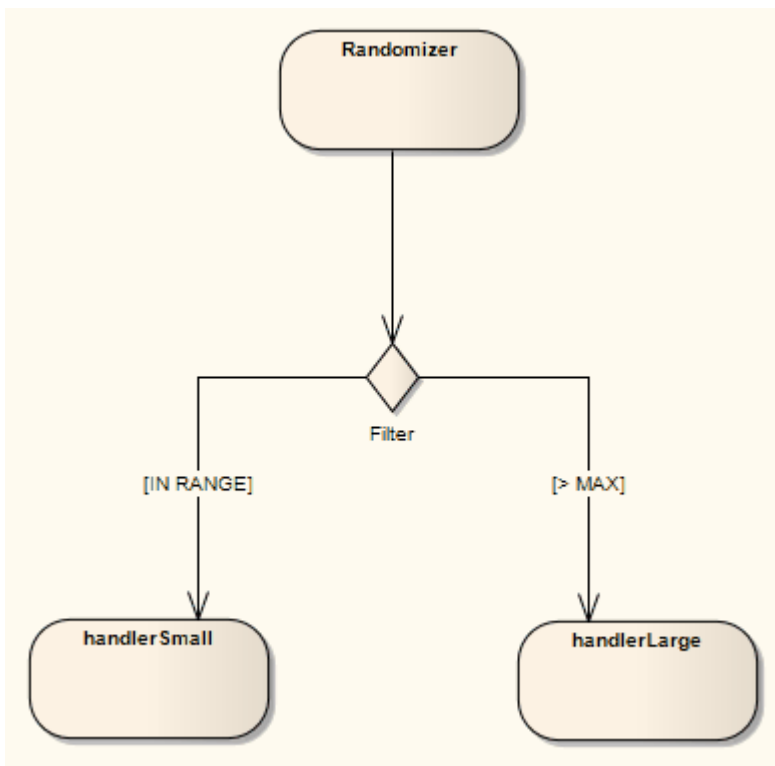 Randomizer
Filter
[IN RANGE]
[> MAX]
handlerSmall
handlerLarge